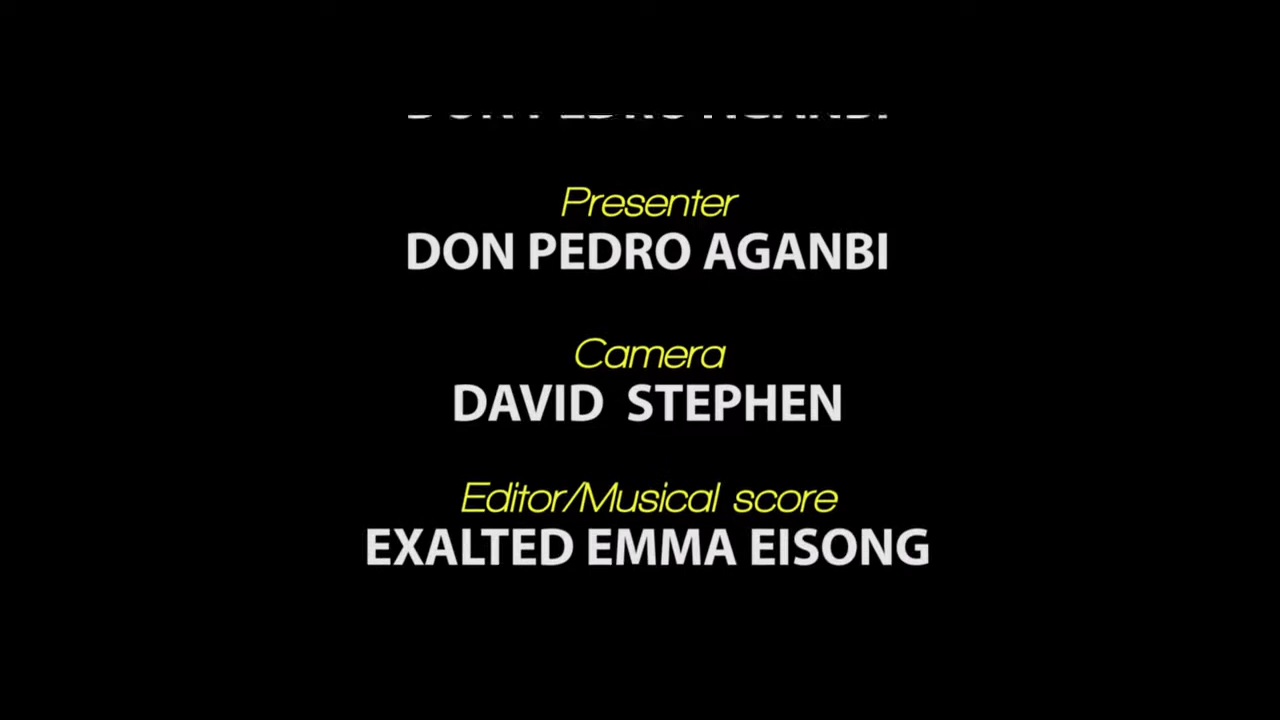 Presenter
DON PEDRO AGANBI
Camera
DAVID STEPHEN
Editor/Musical score
EXALTED EMMA EISONG